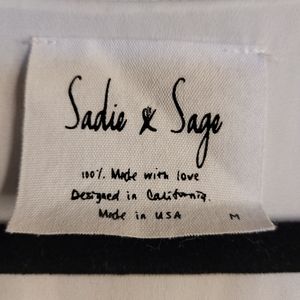 Sadie & Sage
100% Made with love
Designed in California.
Made in USA M